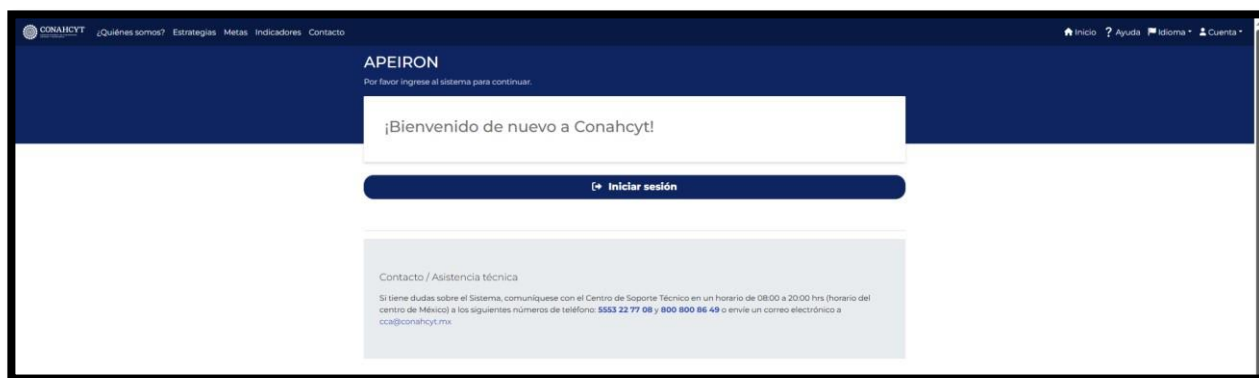 CONAHCYT ¿Quiénes somos? Estrategias Metas Indicadores Contacto Inicio ? Ayuda Idioma Cuenta
APEIRON
Por favor ingrese al sistema para continuar.
¡Bienvenido de nuevo a Conahcyt!
Iniciar sesión
Contacto / Asistencia técnica
Si tiene dudas sobre el Sistema, comuníquese con el Centro de Soporte Técnico en un horario de 08:00 a 20:00 hrs (horario del
centro de México) a los siguientes números de teléfono: 5553 22 77 08 y 800 800 86 49 o envíe un correo electrónico a
cca@conahcyt.mx